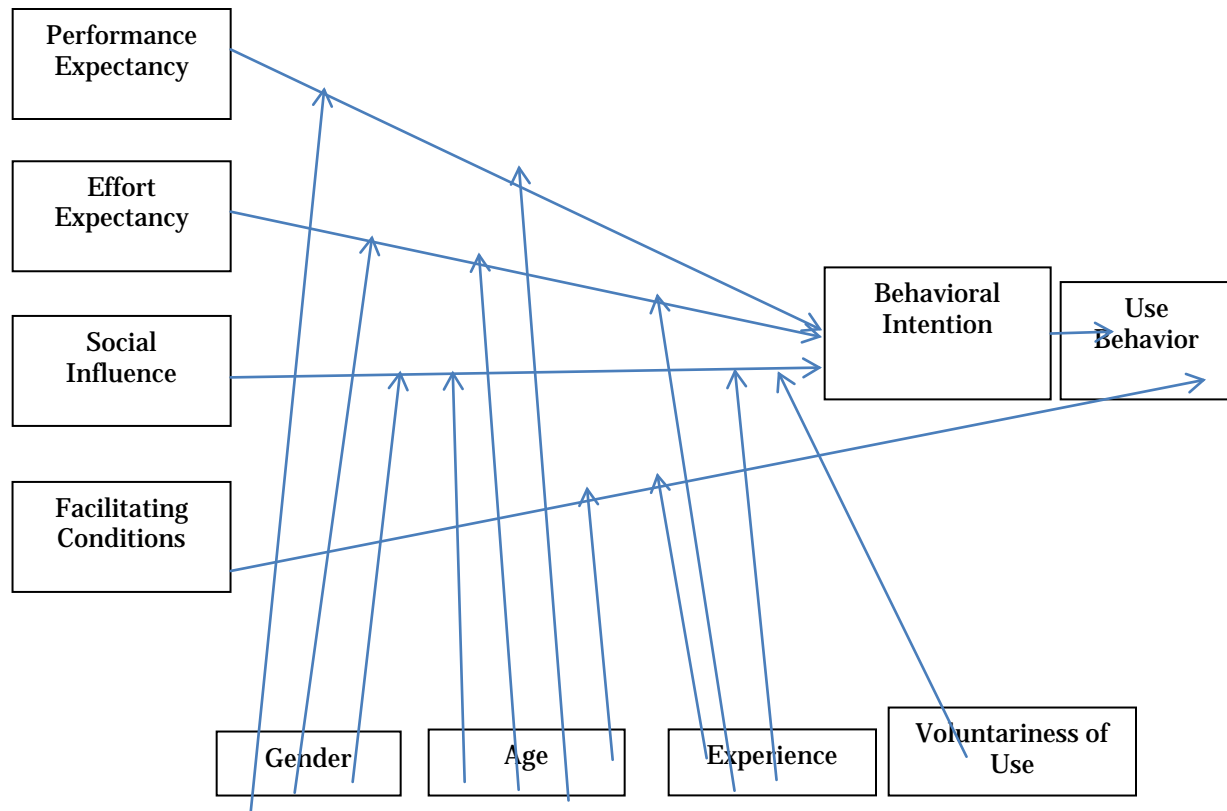 Performance
Expectancy
Effort
Expectancy
Social
Influence
Facilitating
Conditions
Behavioral
Intention
Use
Behavior
Gender
Age
Experience
Voluntariness of
Use